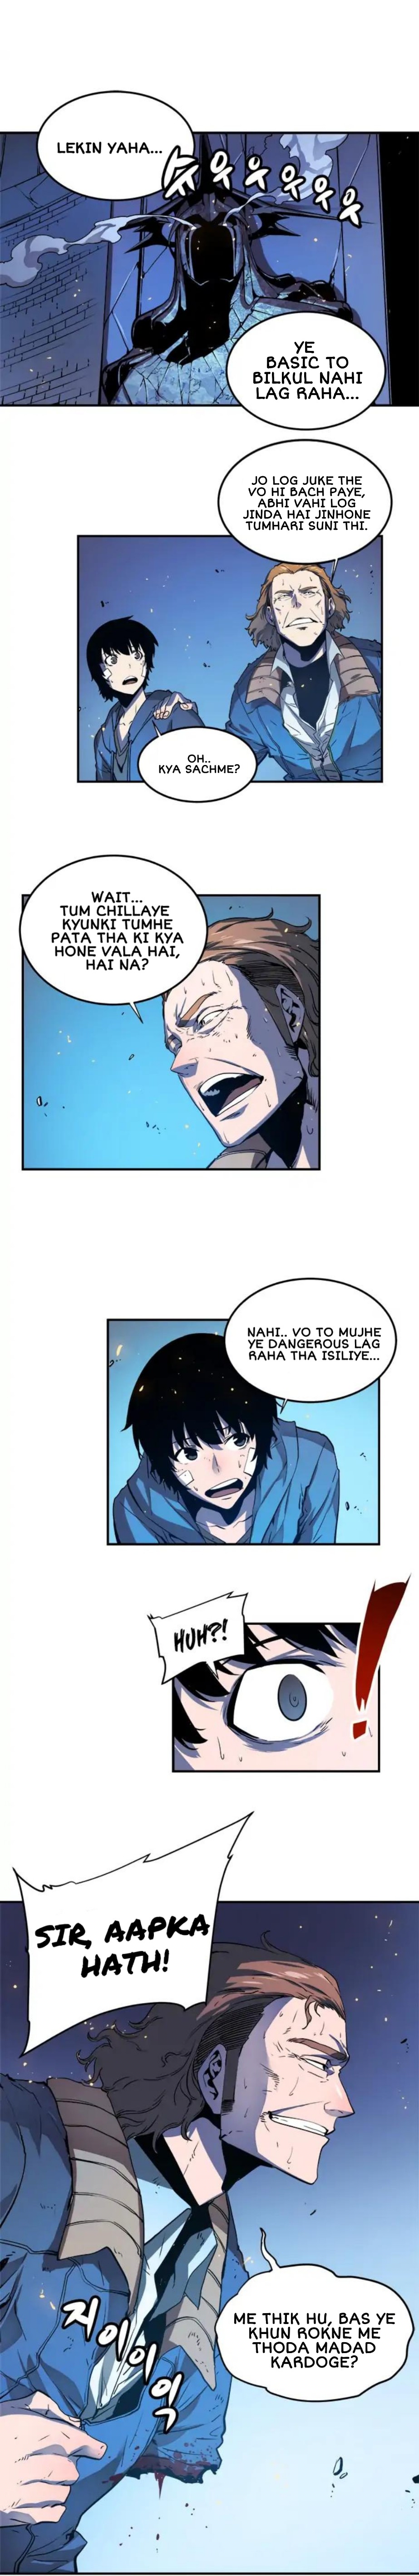 LEKIN YAHA...
슈우우우우우
YE
BASIC TO
BILKUL NAHI
LAG RAHA...
JO LOG JUKE THE
VO HI BACH PAYE,
ABHI VAHI LOG
JINDA HAI JINHONE
TUMHARI SUNI THI.
OH..
KYA SACHME?
WAIT...
TUM CHILLAYE
KYUNKI TUMHE
PATA THA KI KYA
HONE VALA HAI,
HAI NA?
NAHI.. VO TO MUJHE
YE DANGEROUS LAG
RAHA THA ISILIYE...
HUH?!
!
SIR, AAPKA
HATH!
ME THIK HU, BAS YE
KHUN ROKNE ME
THODA MADAD
KARDOGE?
지이이익